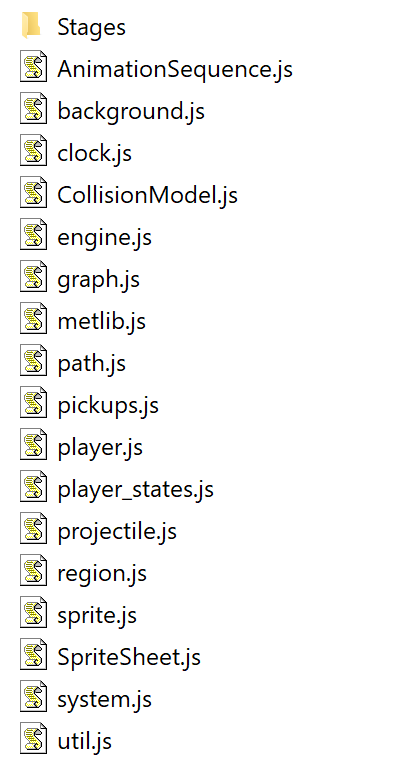 Stages
AnimationSequence.js
background.js
clock.js
CollisionModel.js
engine.js
graph.js
metlib.js
path.js
pickups.js
player.js
player_states.js
projectile.js
region.js
sprite.js
SpriteSheet.js
system.js
util.js